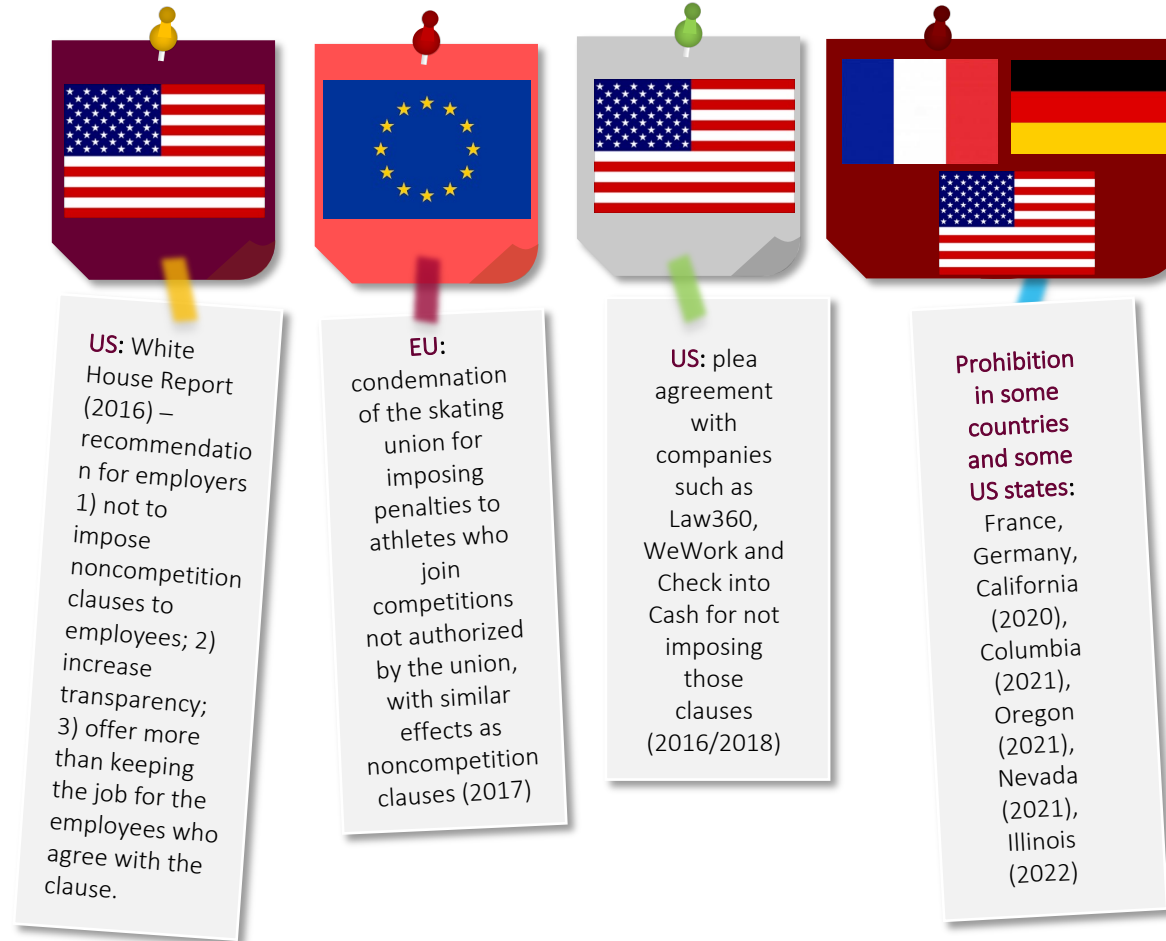 US: White
House Report
(2016) –
recommendatio
n for employers
1) not to
impose
noncompetition
clauses to
employees; 2)
increase
transparency;
3) offer more
than keeping
the job for the
employees who
agree with the
clause.
EU:
condemnation
of the skating
union for
imposing
penalties to
athletes who
join
competitions
not authorized
by the union,
with similar
effects as
noncompetition
clauses (2017)
US: plea
agreement
with
companies
such as
Law360,
WeWork and
Check into
Cash for not
imposing
those
clauses
(2016/2018)
Prohibition
in some
countries
and some
US states:
France,
Germany,
California
(2020),
Columbia
(2021),
Oregon
(2021),
Nevada
(2021),
Illinois
(2022)